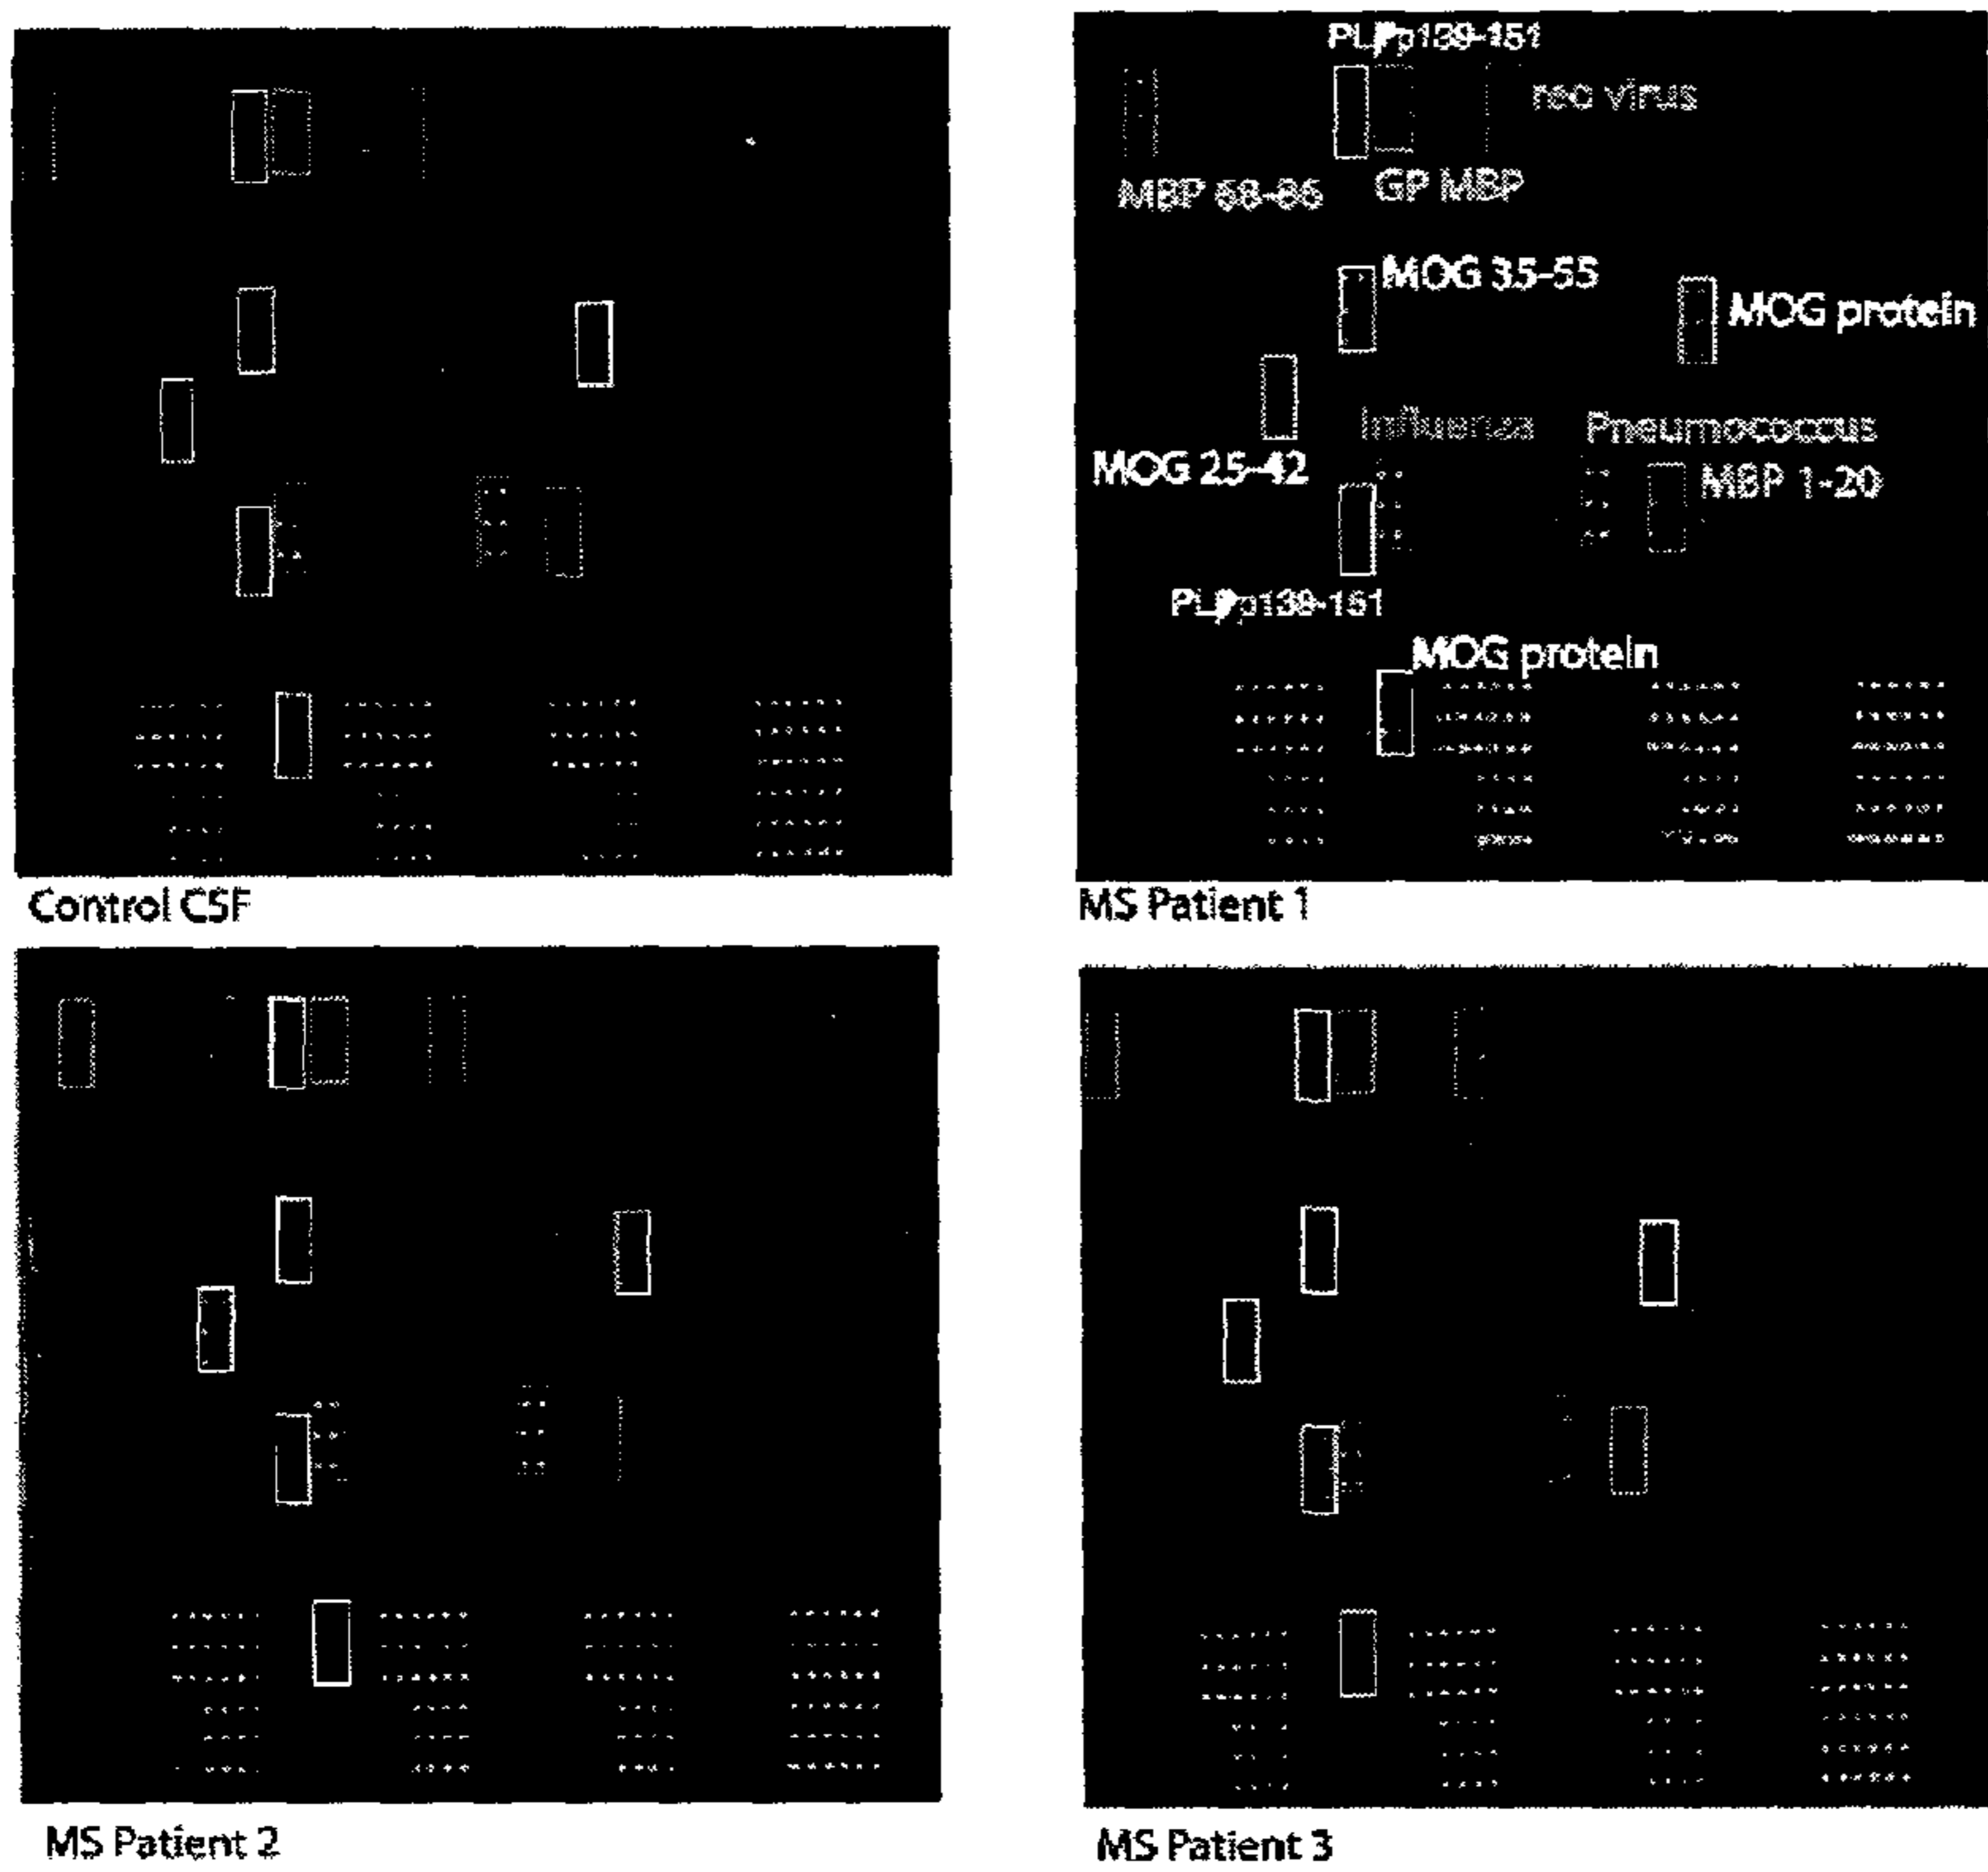 PLPp139-151
reo virus
MBP 68-86
GP MBP
MOG 35-55
MOG protein
Influenza
Pneumococcus
MOG 25-42
MBP 1-20
PLPp139-151
MOG protein
Control CSF
MS Patient 1
MS Patient 2
MS Patient 3